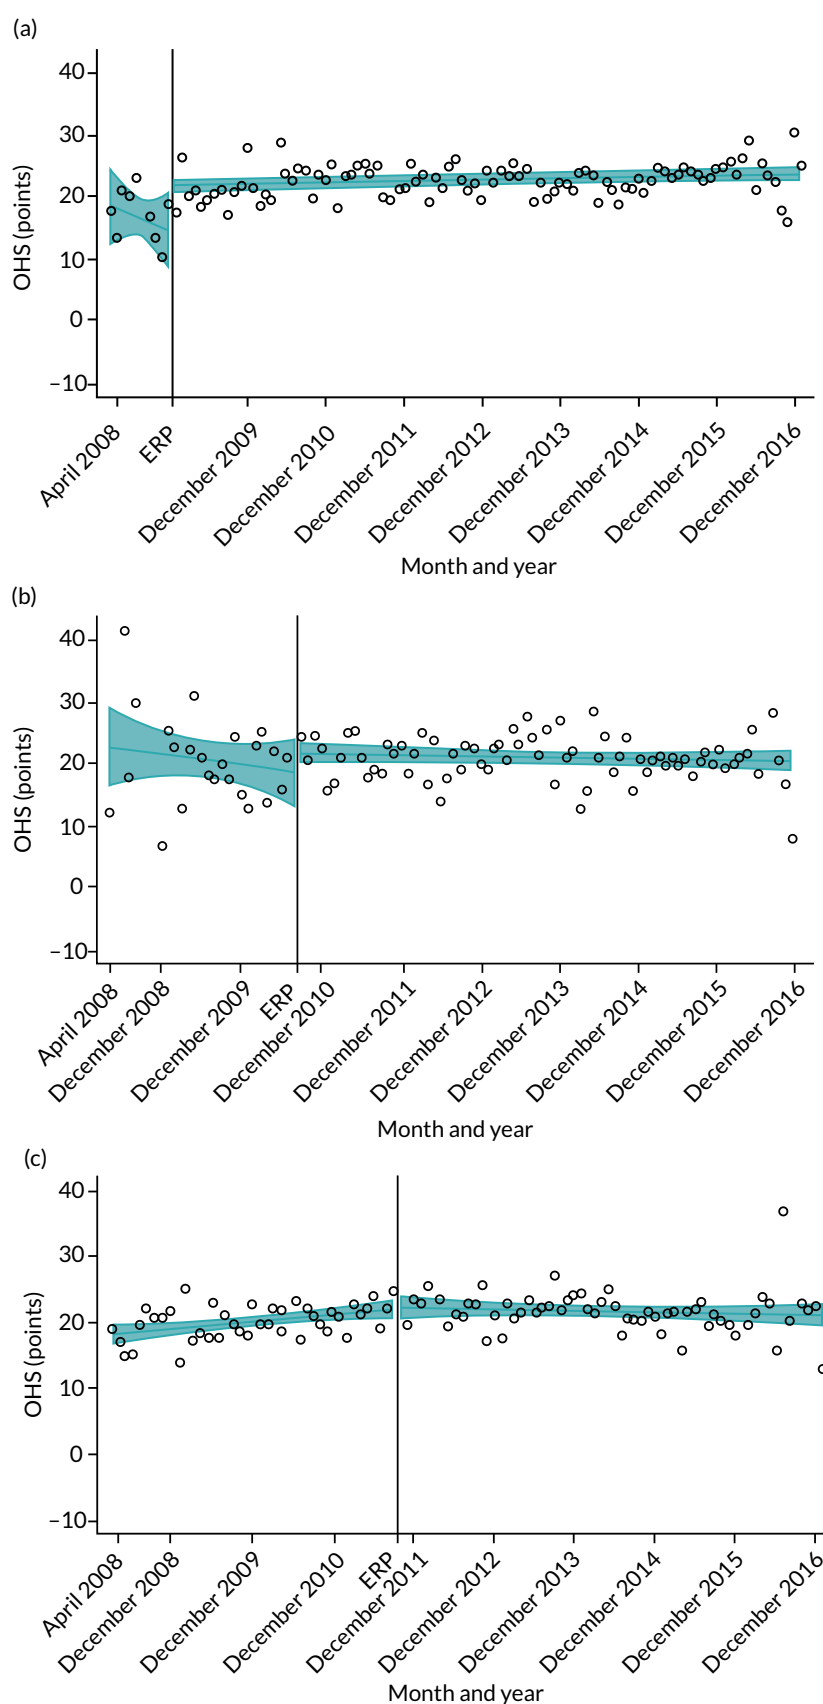 (a)
40
30
20
10
0
−10
OHS (points)
April 2008
ERP
December 2009
December 2010
December 2011
December 2012
December 2013
December 2014
December 2015
December 2016
Month and year
(b)
40
30
20
10
0
−10
OHS (points)
April 2008
December 2008
December 2009
ERP
December 2010
December 2011
December 2012
December 2013
December 2014
December 2015
December 2016
Month and year
(c)
40
30
20
10
0
−10
OHS (points)
April 2008
December 2008
December 2009
December 2010
ERP
December 2011
December 2012
December 2013
December 2014
December 2015
December 2016
Month and year